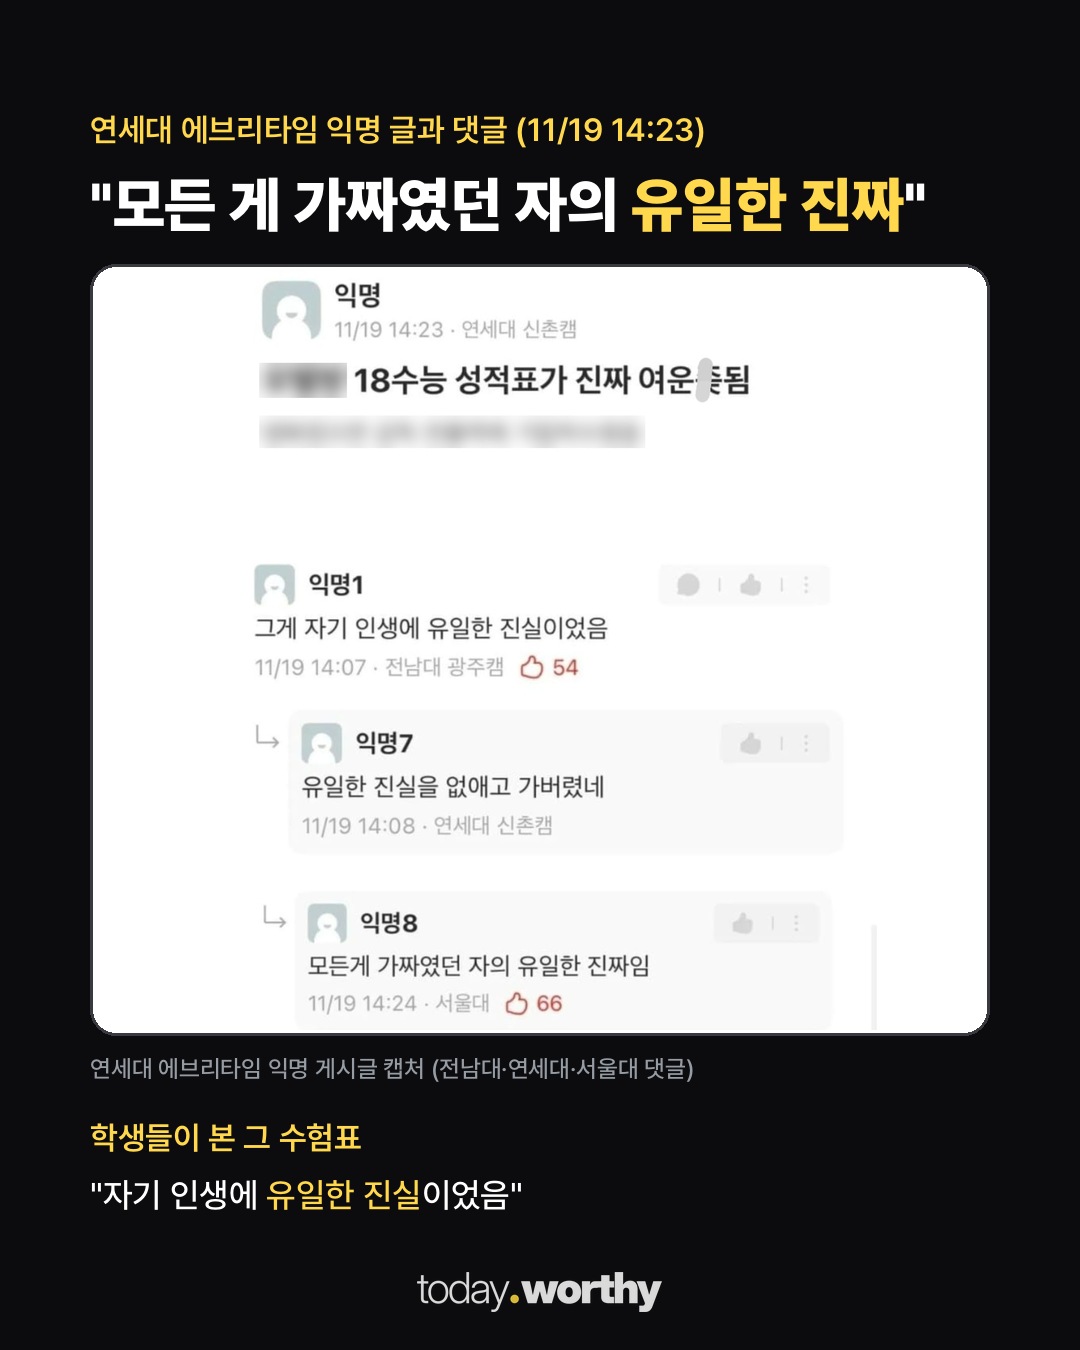 연세대 에브리타임 익명 글과 댓글 (11/19 14:23)
"모든 게 가짜였던 자의 유일한 진짜"
익명
11/19 14:23 · 연세대 신촌캠
18수능 성적표가 진짜 여운 됨
익명1
그게 자기 인생에 유일한 진실이었음
11/19 14:07 · 전남대 광주캠 54
익명7
유일한 진실을 없애고 가버렸네
11/19 14:08 · 연세대 신촌캠
익명8
모든게 가짜였던 자의 유일한 진짜임
11/19 14:24 · 서울대 66
연세대 에브리타임 익명 게시글 캡처 (전남대·연세대·서울대 댓글)
학생들이 본 그 수험표
"자기 인생에 유일한 진실이었음"
today.worthy